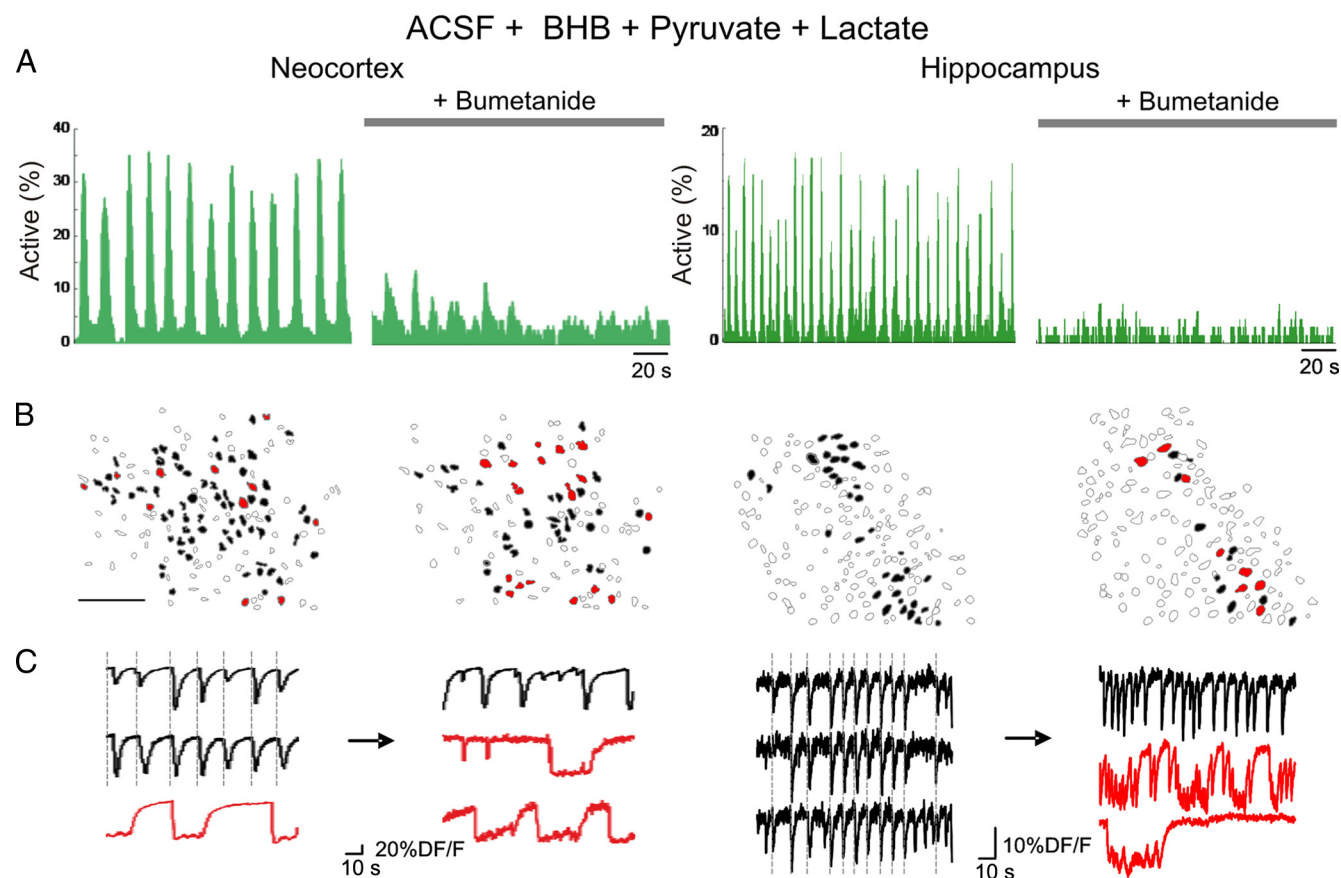 ACSF + BHB + Pyruvate + Lactate
A
Neocortex
Hippocampus
+ Bumetanide
+ Bumetanide
Active (%)
40
30
20
10
0
20 s
Active (%)
20
10
0
20 s
B
C
20%DF/F
10 s
10%DF/F
10 s